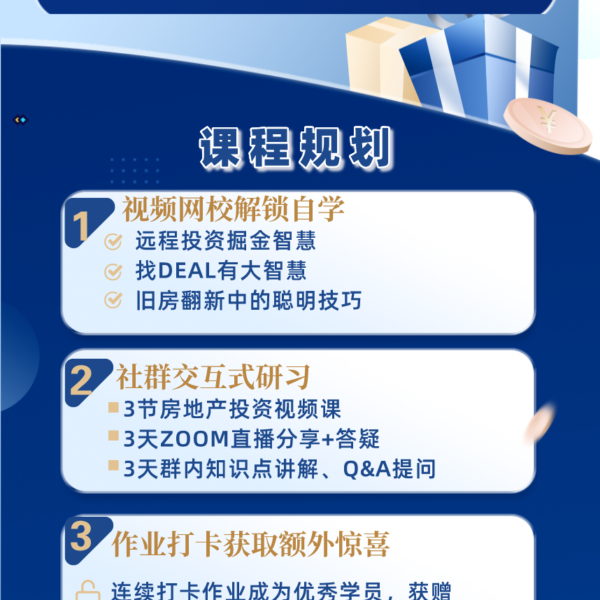 课程规划
1
视频网校解锁自学
远程投资掘金智慧
找DEAL有大智慧
旧房翻新中的聪明技巧
2
社群交互式研习
3节房地产投资视频课
3天ZOOM直播分享+答疑
3天群内知识点讲解、Q&A提问
3
作业打卡获取额外惊喜
连续打卡作业成为优秀学员，获赠
¥